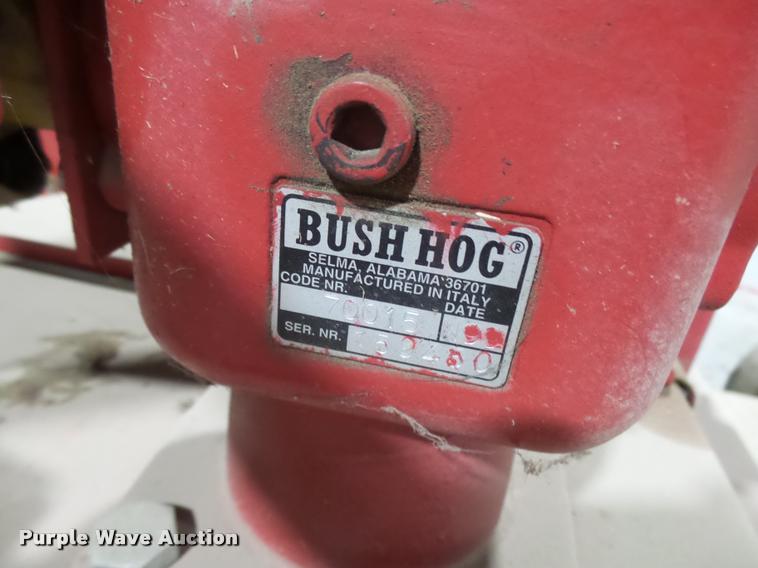 BUSH HOG®
SELMA, ALABAMA 36701
MANUFACTURED IN ITALY
CODE NR. DATE
70015
SER. NR.
Purple Wave Auction